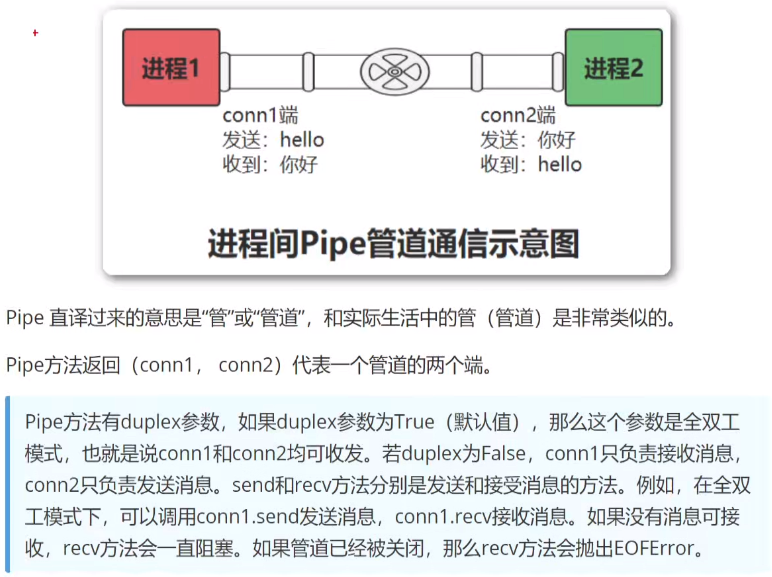 进程1
进程2
conn1端
发送：hello
收到：你好
conn2端
发送：你好
收到：hello
进程间Pipe管道通信示意图
Pipe 直译过来的意思是“管”或“管道”，和实际生活中的管（管道）是非常类似的。
Pipe方法返回（conn1， conn2）代表一个管道的两个端。
Pipe方法有duplex参数，如果duplex参数为True（默认值），那么这个参数是全双工
模式，也就是说conn1和conn2均可收发。若duplex为False，conn1只负责接收消息，
conn2只负责发送消息。send和recv方法分别是发送和接受消息的方法。例如，在全双
工模式下，可以调用conn1.send发送消息，conn1.recv接收消息。如果没有消息可接
收，recv方法会一直阻塞。如果管道已经被关闭，那么recv方法会抛出EOFError。